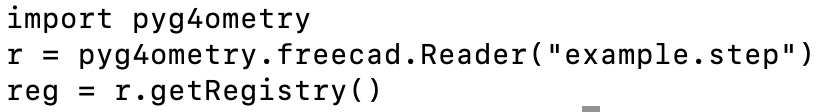 import pyg4ometry
r = pyg4ometry.freecad.Reader("example.step")
reg = r.getRegistry()